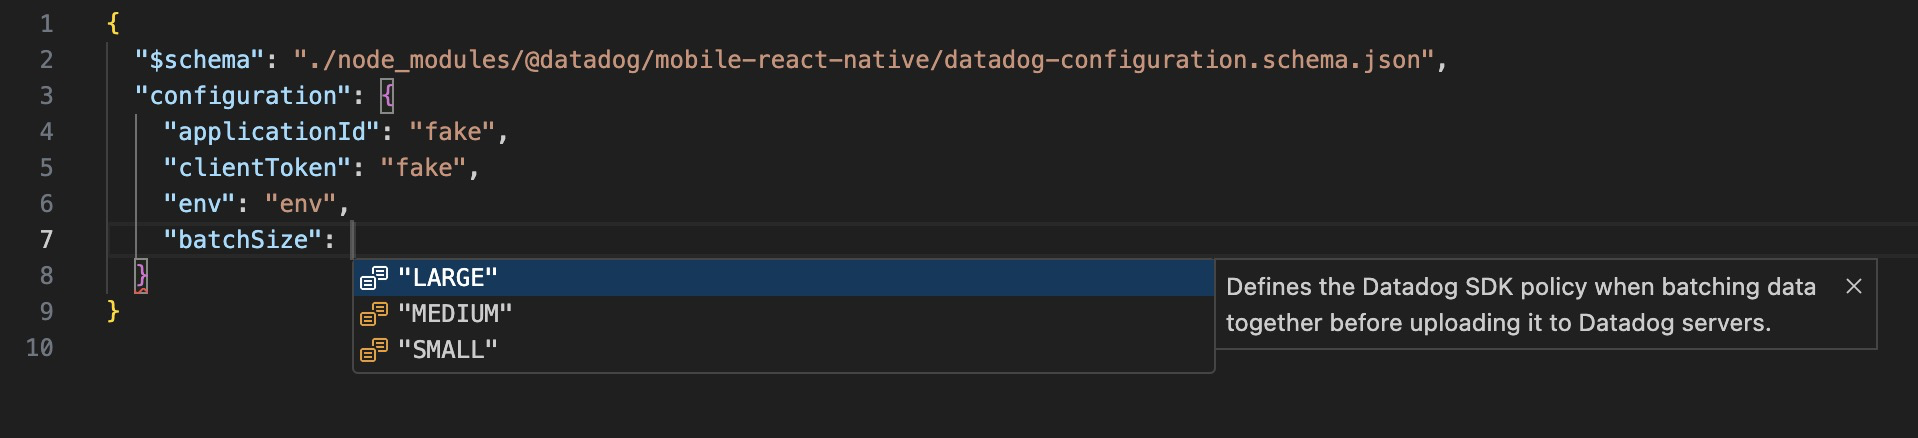 1 {
2 "$schema": "./node_modules/@datadog/mobile-react-native/datadog-configuration.schema.json",
3 "configuration": {
4 "applicationId": "fake",
5 "clientToken": "fake",
6 "env": "env",
7 "batchSize":
8 }
9 }
10
"LARGE"
"MEDIUM"
"SMALL"
Defines the Datadog SDK policy when batching data
together before uploading it to Datadog servers.